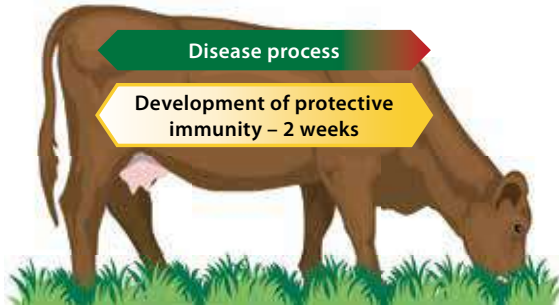 Disease process
Development of protective
immunity – 2 weeks